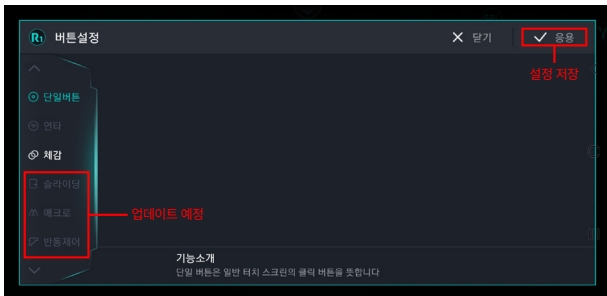 R1 버튼설정
닫기
응용
설정 저장
단일버튼
연타
체감
슬라이딩
매크로
업데이트 예정
반동제어
기능소개
단일 버튼은 일반 터치 스크린의 클릭 버튼을 뜻합니다